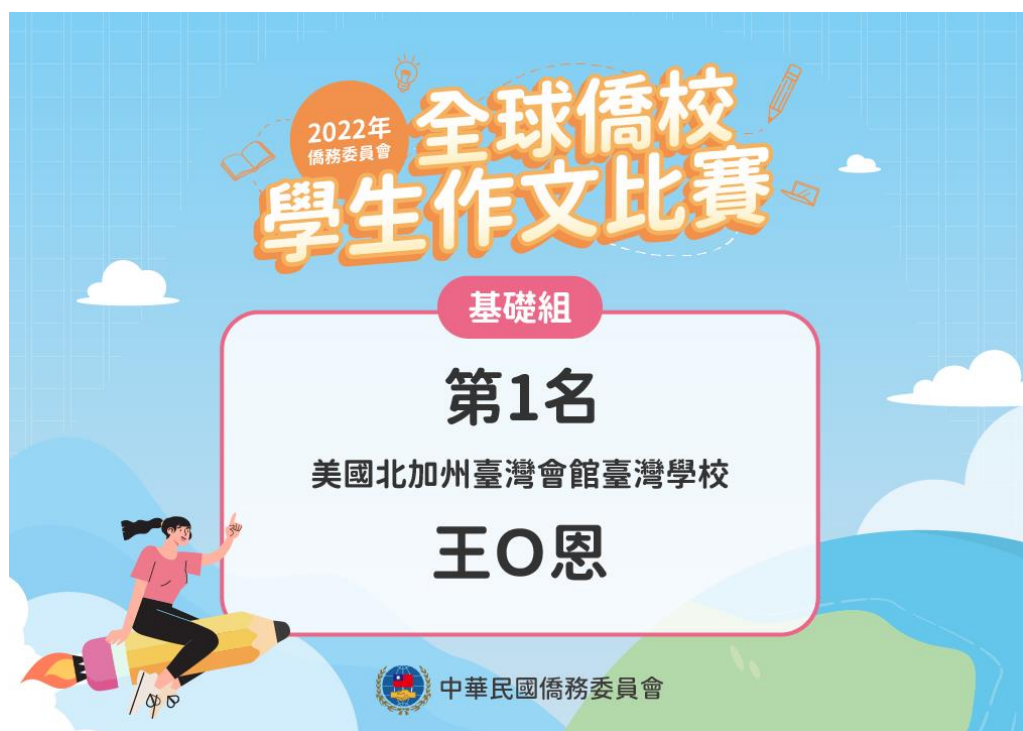 2022年
僑務委員會
全球僑校
學生作文比賽
基礎組
第1名
美國北加州臺灣會館臺灣學校
王O恩
中華民國僑務委員會